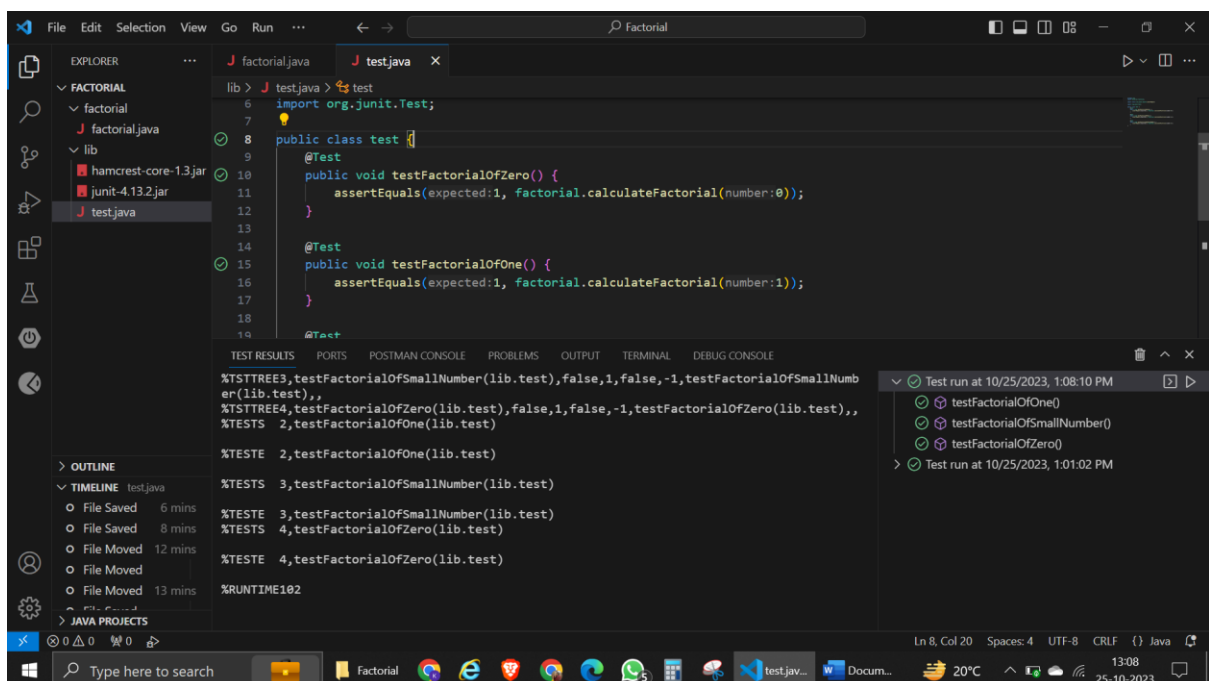 File Edit Selection View Go Run ··· Factorial
EXPLORER ···
FACTORIAL
factorial
J factorial.java
lib
hamcrest-core-1.3.jar
junit-4.13.2.jar
J test.java
OUTLINE
TIMELINE test.java
File Saved 6 mins
File Saved 8 mins
File Moved 12 mins
File Moved
File Moved 13 mins
JAVA PROJECTS
J factorial.java J test.java
lib > J test.java > test
6 import org.junit.Test;
7
8 public class test {
9 @Test
10 public void testFactorialOfZero() {
11 assertEquals(expected:1, factorial.calculateFactorial(number:0));
12 }
13
14 @Test
15 public void testFactorialOfOne() {
16 assertEquals(expected:1, factorial.calculateFactorial(number:1));
17 }
18
19 @Test
TEST RESULTS PORTS POSTMAN CONSOLE PROBLEMS OUTPUT TERMINAL DEBUG CONSOLE
%TSTTREE3,testFactorialOfSmallNumber(lib.test),false,1,false,-1,testFactorialOfSmallNumb
er(lib.test),,
%TSTTREE4,testFactorialOfZero(lib.test),false,1,false,-1,testFactorialOfZero(lib.test),,
%TESTS 2,testFactorialOfOne(lib.test)
%TESTE 2,testFactorialOfOne(lib.test)
%TESTS 3,testFactorialOfSmallNumber(lib.test)
%TESTE 3,testFactorialOfSmallNumber(lib.test)
%TESTS 4,testFactorialOfZero(lib.test)
%TESTE 4,testFactorialOfZero(lib.test)
%RUNTIME102
Test run at 10/25/2023, 1:08:10 PM
testFactorialOfOne()
testFactorialOfSmallNumber()
testFactorialOfZero()
Test run at 10/25/2023, 1:01:02 PM
0 0 0 Ln 8, Col 20 Spaces: 4 UTF-8 CRLF {} Java
Type here to search Factorial 5 test.jav... Docum... 20°C 13:08
25-10-2023